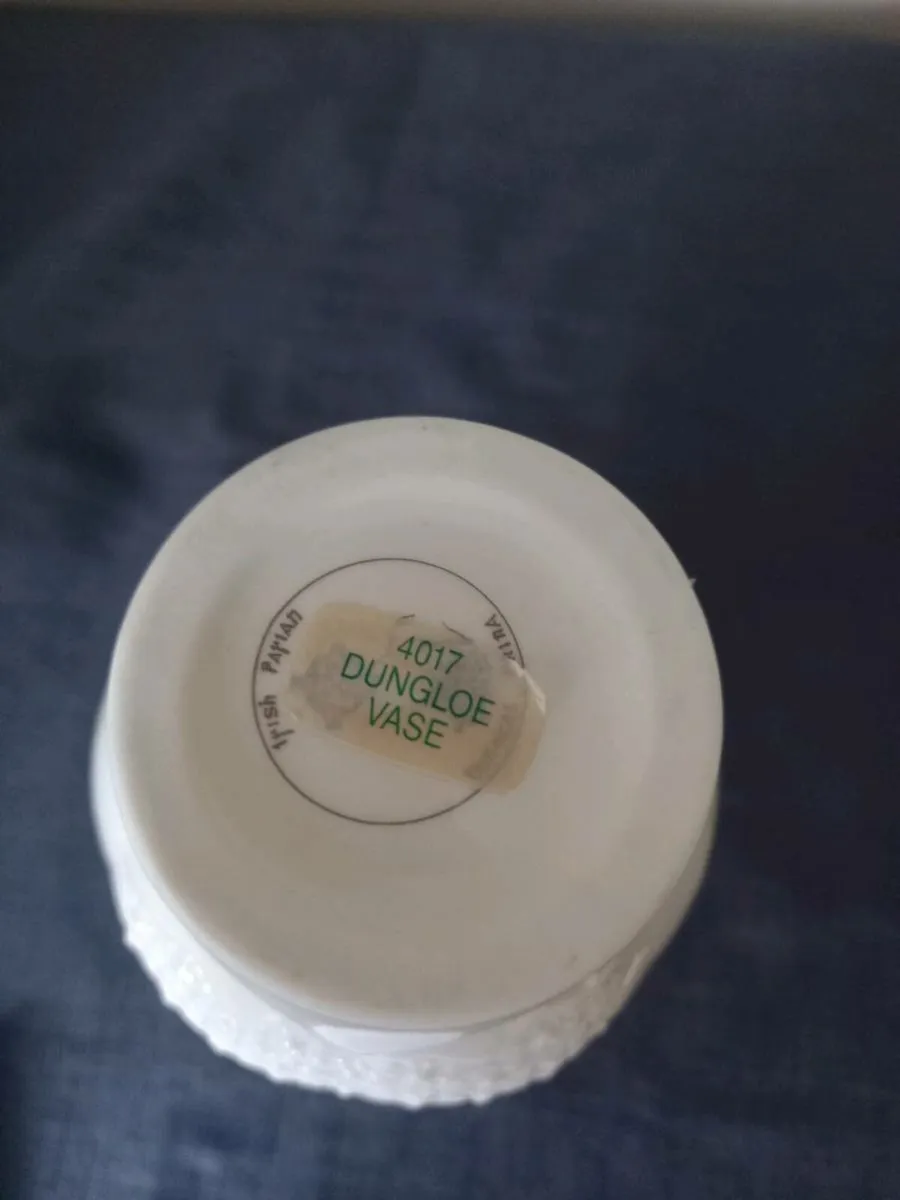 Irish Parian
4017
DUNGLOE
VASE